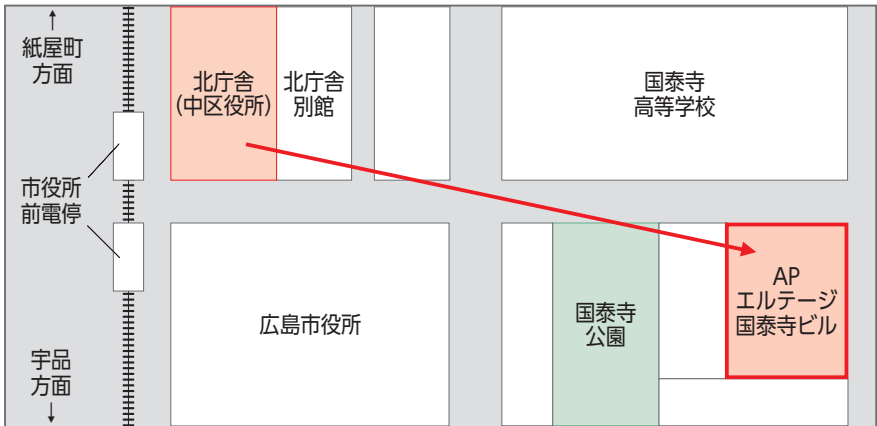 ↑
紙屋町
方面
北庁舎
(中区役所)
北庁舎
別館
国泰寺
高等学校
市役所
前電停
広島市役所
国泰寺
公園
AP
エルテージ
国泰寺ビル
宇品
方面
↓